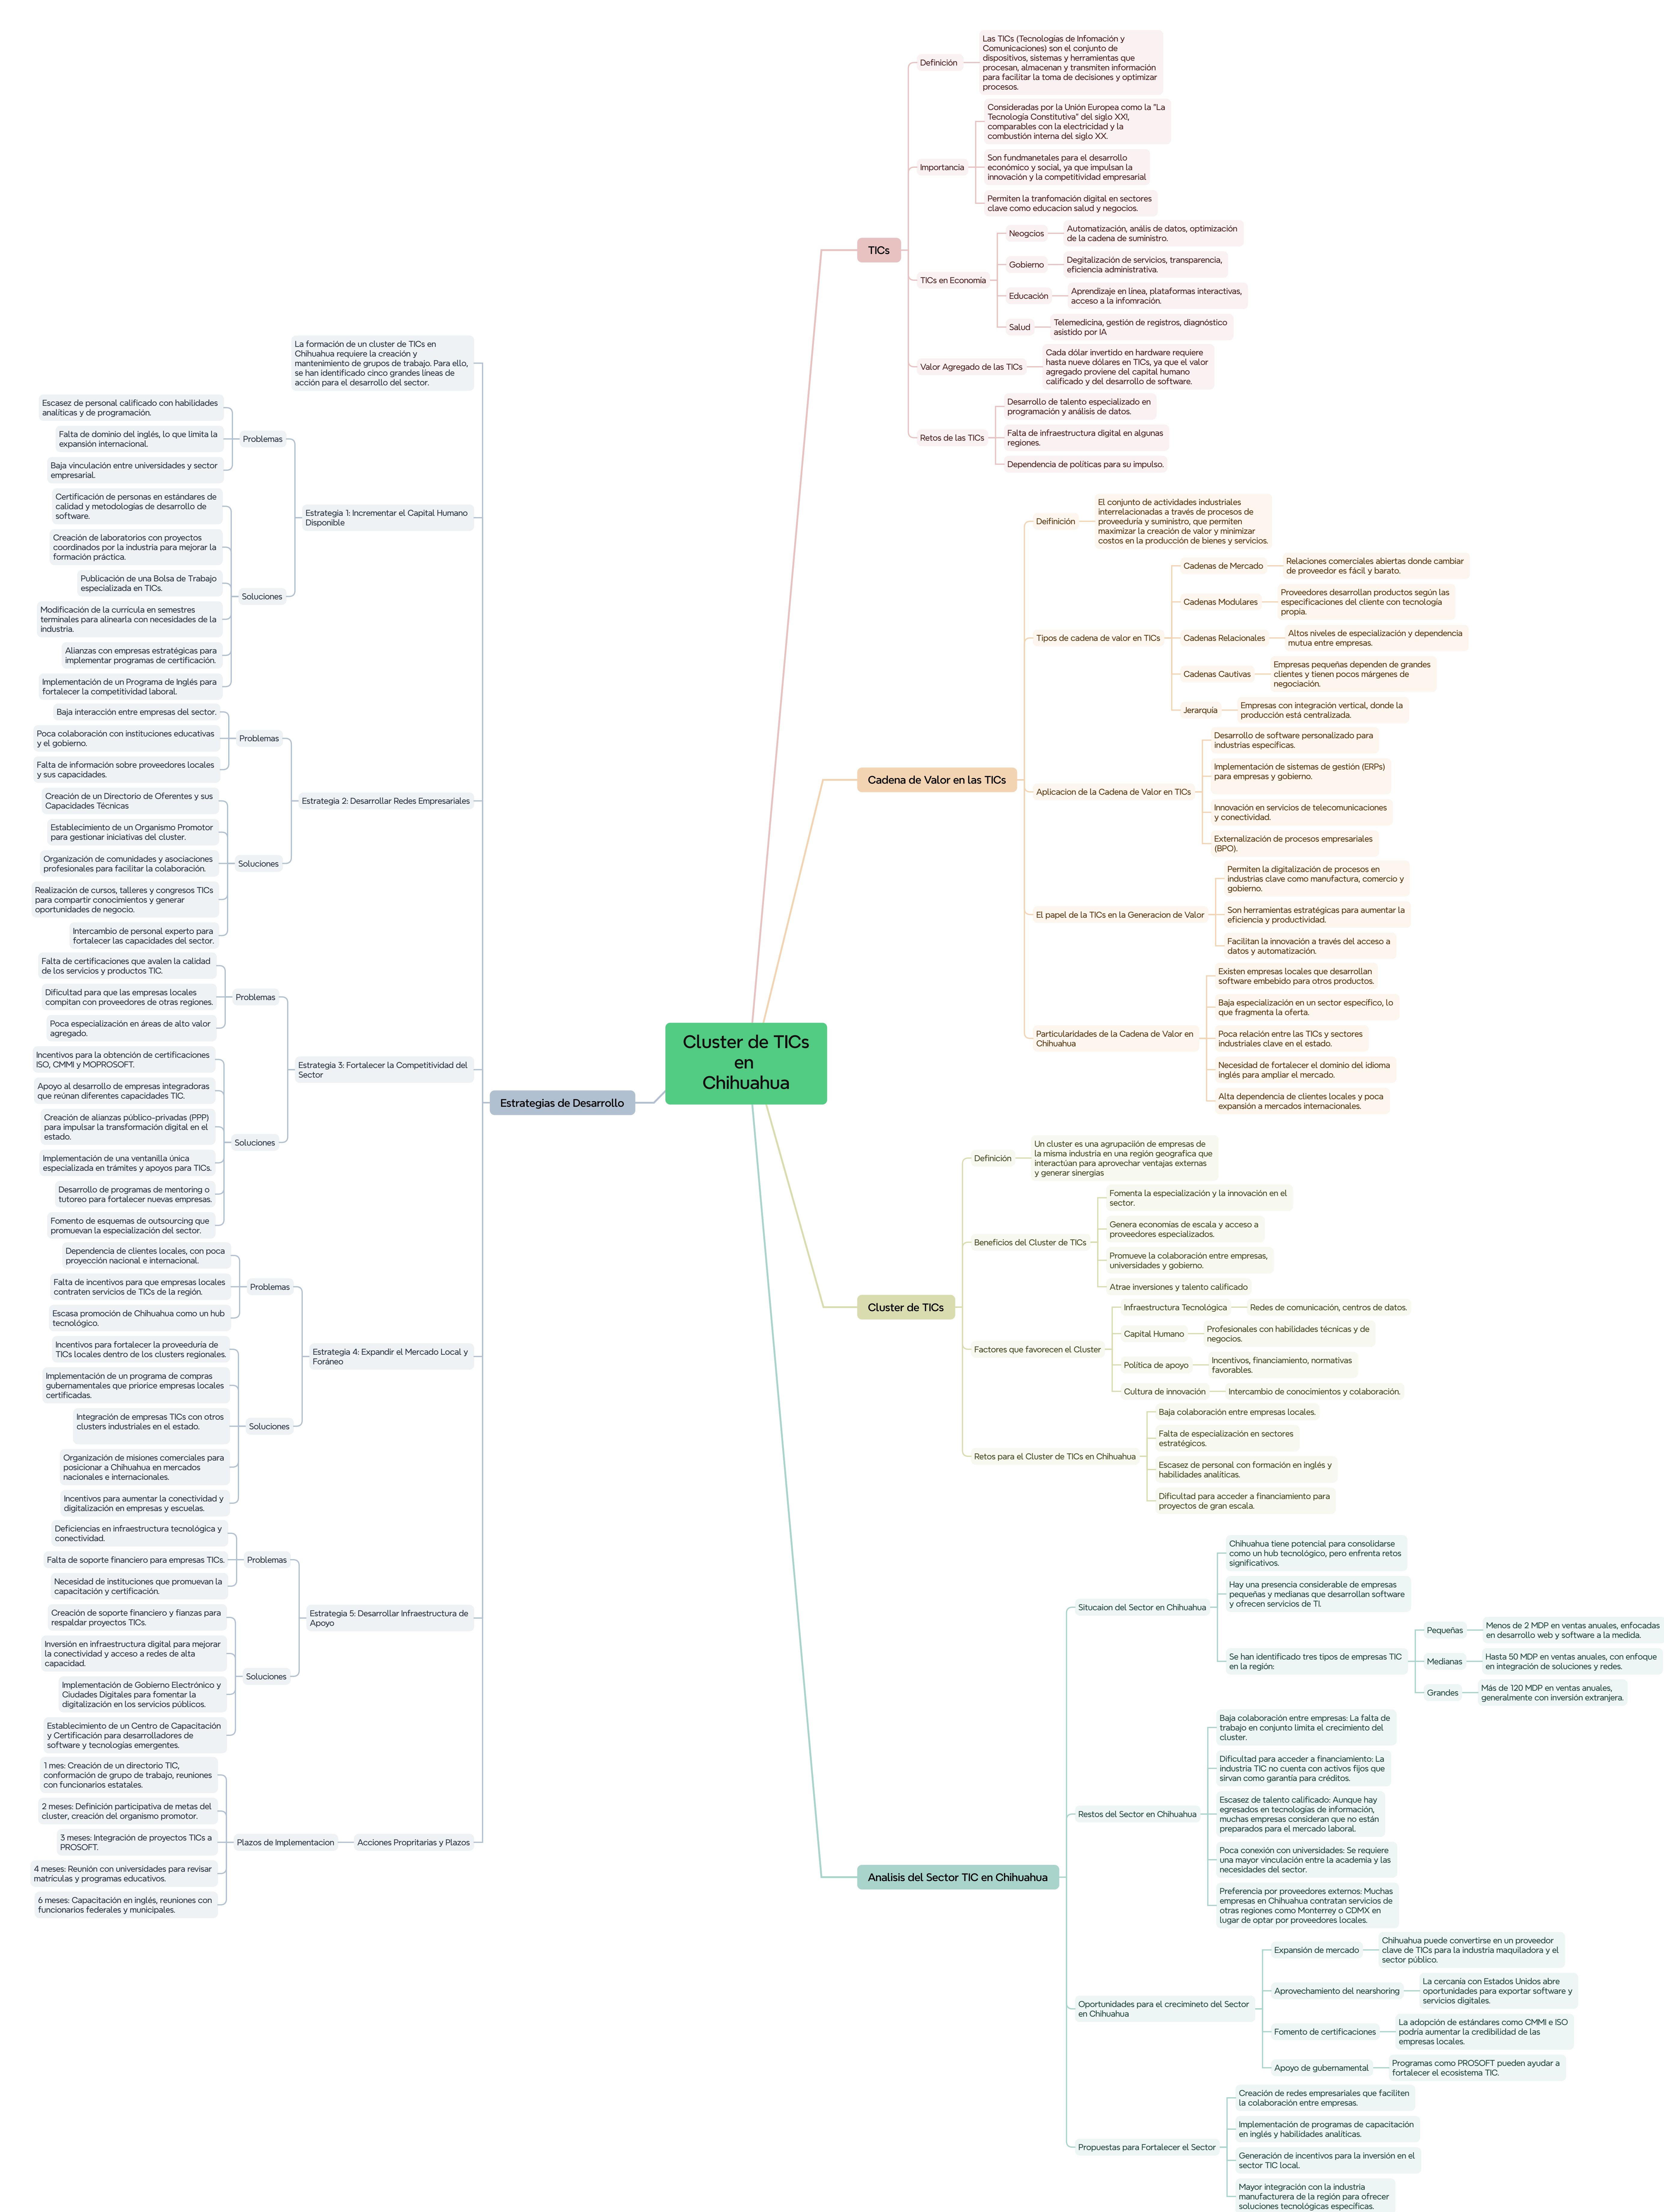 Cluster de TICs
en
Chihuahua
TICs
Definición
Las TICs (Tecnologías de Infomación y
Comunicaciones) son el conjunto de
dispositivos, sistemas y herramientas que
procesan, almacenan y transmiten información
para facilitar la toma de decisiones y optimizar
procesos.
Importancia
Consideradas por la Unión Europea como la "La
Tecnología Constitutiva" del siglo XXI,
comparables con la electricidad y la
combustión interna del siglo XX.
Son fundmanetales para el desarrollo
económico y social, ya que impulsan la
innovación y la competitividad empresarial
Permiten la tranfomación digital en sectores
clave como educacion salud y negocios.
TICs en Economía
Neogcios
Automatización, anális de datos, optimización
de la cadena de suministro.
Gobierno
Degitalización de servicios, transparencia,
eficiencia administrativa.
Educación
Aprendizaje en línea, plataformas interactivas,
acceso a la infomración.
Salud
Telemedicina, gestión de registros, diagnóstico
asistido por IA
Valor Agregado de las TICs
Cada dólar invertido en hardware requiere
hasta nueve dólares en TICs, ya que el valor
agregado proviene del capital humano
calificado y del desarrollo de software.
Retos de las TICs
Desarrollo de talento especializado en
programación y análisis de datos.
Falta de infraestructura digital en algunas
regiones.
Dependencia de políticas para su impulso.
Cadena de Valor en las TICs
Deifinición
El conjunto de actividades industriales
interrelacionadas a través de procesos de
proveeduría y suministro, que permiten
maximizar la creación de valor y minimizar
costos en la producción de bienes y servicios.
Tipos de cadena de valor en TICs
Cadenas de Mercado
Relaciones comerciales abiertas donde cambiar
de proveedor es fácil y barato.
Cadenas Modulares
Proveedores desarrollan productos según las
especificaciones del cliente con tecnología
propia.
Cadenas Relacionales
Altos niveles de especialización y dependencia
mutua entre empresas.
Cadenas Cautivas
Empresas pequeñas dependen de grandes
clientes y tienen pocos márgenes de
negociación.
Jerarquía
Empresas con integración vertical, donde la
producción está centralizada.
Aplicacion de la Cadena de Valor en TICs
Desarrollo de software personalizado para
industrias específicas.
Implementación de sistemas de gestión (ERPs)
para empresas y gobierno.
Innovación en servicios de telecomunicaciones
y conectividad.
Externalización de procesos empresariales
(BPO).
El papel de la TICs en la Generacion de Valor
Permiten la digitalización de procesos en
industrias clave como manufactura, comercio y
gobierno.
Son herramientas estratégicas para aumentar la
eficiencia y productividad.
Facilitan la innovación a través del acceso a
datos y automatización.
Particularidades de la Cadena de Valor en
Chihuahua
Existen empresas locales que desarrollan
software embebido para otros productos.
Baja especialización en un sector específico, lo
que fragmenta la oferta.
Poca relación entre las TICs y sectores
industriales clave en el estado.
Necesidad de fortalecer el dominio del idioma
inglés para ampliar el mercado.
Alta dependencia de clientes locales y poca
expansión a mercados internacionales.
Cluster de TICs
Definición
Un cluster es una agrupaciión de empresas de
la misma industria en una región geografica que
interactúan para aprovechar ventajas externas
y generar sinergias
Beneficios del Cluster de TICs
Fomenta la especialización y la innovación en el
sector.
Genera economías de escala y acceso a
proveedores especializados.
Promueve la colaboración entre empresas,
universidades y gobierno.
Atrae inversiones y talento calificado
Factores que favorecen el Cluster
Infraestructura Tecnológica
Redes de comunicación, centros de datos.
Capital Humano
Profesionales con habilidades técnicas y de
negocios.
Política de apoyo
Incentivos, financiamiento, normativas
favorables.
Cultura de innovación
Intercambio de conocimientos y colaboración.
Retos para el Cluster de TICs en Chihuahua
Baja colaboración entre empresas locales.
Falta de especialización en sectores
estratégicos.
Escasez de personal con formación en inglés y
habilidades analíticas.
Dificultad para acceder a financiamiento para
proyectos de gran escala.
Analisis del Sector TIC en Chihuahua
Situcaion del Sector en Chihuahua
Chihuahua tiene potencial para consolidarse
como un hub tecnológico, pero enfrenta retos
significativos.
Hay una presencia considerable de empresas
pequeñas y medianas que desarrollan software
y ofrecen servicios de TI.
Se han identificado tres tipos de empresas TIC
en la región:
Pequeñas
Menos de 2 MDP en ventas anuales, enfocadas
en desarrollo web y software a la medida.
Medianas
Hasta 50 MDP en ventas anuales, con enfoque
en integración de soluciones y redes.
Grandes
Más de 120 MDP en ventas anuales,
generalmente con inversión extranjera.
Restos del Sector en Chihuahua
Baja colaboración entre empresas: La falta de
trabajo en conjunto limita el crecimiento del
cluster.
Dificultad para acceder a financiamiento: La
industria TIC no cuenta con activos fijos que
sirvan como garantía para créditos.
Escasez de talento calificado: Aunque hay
egresados en tecnologías de información,
muchas empresas consideran que no están
preparados para el mercado laboral.
Poca conexión con universidades: Se requiere
una mayor vinculación entre la academia y las
necesidades del sector.
Preferencia por proveedores externos: Muchas
empresas en Chihuahua contratan servicios de
otras regiones como Monterrey o CDMX en
lugar de optar por proveedores locales.
Oportunidades para el crecimineto del Sector
en Chihuahua
Expansión de mercado
Chihuahua puede convertirse en un proveedor
clave de TICs para la industria maquiladora y el
sector público.
Aprovechamiento del nearshoring
La cercanía con Estados Unidos abre
oportunidades para exportar software y
servicios digitales.
Fomento de certificaciones
La adopción de estándares como CMMI e ISO
podría aumentar la credibilidad de las
empresas locales.
Apoyo de gubernamental
Programas como PROSOFT pueden ayudar a
fortalecer el ecosistema TIC.
Propuestas para Fortalecer el Sector
Creación de redes empresariales que faciliten
la colaboración entre empresas.
Implementación de programas de capacitación
en inglés y habilidades analíticas.
Generación de incentivos para la inversión en el
sector TIC local.
Mayor integración con la industria
manufacturera de la región para ofrecer
soluciones tecnológicas específicas.
Estrategias de Desarrollo
La formación de un cluster de TICs en
Chihuahua requiere la creación y
mantenimiento de grupos de trabajo. Para ello,
se han identificado cinco grandes líneas de
acción para el desarrollo del sector.
Estrategia 1: Incrementar el Capital Humano
Disponible
Problemas
Escasez de personal calificado con habilidades
analíticas y de programación.
Falta de dominio del inglés, lo que limita la
expansión internacional.
Baja vinculación entre universidades y sector
empresarial.
Soluciones
Certificación de personas en estándares de
calidad y metodologías de desarrollo de
software.
Creación de laboratorios con proyectos
coordinados por la industria para mejorar la
formación práctica.
Publicación de una Bolsa de Trabajo
especializada en TICs.
Modificación de la currícula en semestres
terminales para alinearla con necesidades de la
industria.
Alianzas con empresas estratégicas para
implementar programas de certificación.
Implementación de un Programa de Inglés para
fortalecer la competitividad laboral.
Estrategia 2: Desarrollar Redes Empresariales
Problemas
Baja interacción entre empresas del sector.
Poca colaboración con instituciones educativas
y el gobierno.
Falta de información sobre proveedores locales
y sus capacidades.
Soluciones
Creación de un Directorio de Oferentes y sus
Capacidades Técnicas
Establecimiento de un Organismo Promotor
para gestionar iniciativas del cluster.
Organización de comunidades y asociaciones
profesionales para facilitar la colaboración.
Realización de cursos, talleres y congresos TICs
para compartir conocimientos y generar
oportunidades de negocio.
Intercambio de personal experto para
fortalecer las capacidades del sector.
Estrategia 3: Fortalecer la Competitividad del
Sector
Problemas
Falta de certificaciones que avalen la calidad
de los servicios y productos TIC.
Dificultad para que las empresas locales
compitan con proveedores de otras regiones.
Poca especialización en áreas de alto valor
agregado.
Soluciones
Incentivos para la obtención de certificaciones
ISO, CMMI y MOPROSOFT.
Apoyo al desarrollo de empresas integradoras
que reúnan diferentes capacidades TIC.
Creación de alianzas público-privadas (PPP)
para impulsar la transformación digital en el
estado.
Implementación de una ventanilla única
especializada en trámites y apoyos para TICs.
Desarrollo de programas de mentoring o
tutoreo para fortalecer nuevas empresas.
Fomento de esquemas de outsourcing que
promuevan la especialización del sector.
Estrategia 4: Expandir el Mercado Local y
Foráneo
Problemas
Dependencia de clientes locales, con poca
proyección nacional e internacional.
Falta de incentivos para que empresas locales
contraten servicios de TICs de la región.
Escasa promoción de Chihuahua como un hub
tecnológico.
Soluciones
Incentivos para fortalecer la proveeduría de
TICs locales dentro de los clusters regionales.
Implementación de un programa de compras
gubernamentales que priorice empresas locales
certificadas.
Integración de empresas TICs con otros
clusters industriales en el estado.
Organización de misiones comerciales para
posicionar a Chihuahua en mercados
nacionales e internacionales.
Incentivos para aumentar la conectividad y
digitalización en empresas y escuelas.
Estrategia 5: Desarrollar Infraestructura de
Apoyo
Problemas
Deficiencias en infraestructura tecnológica y
conectividad.
Falta de soporte financiero para empresas TICs.
Necesidad de instituciones que promuevan la
capacitación y certificación.
Soluciones
Creación de soporte financiero y fianzas para
respaldar proyectos TICs.
Inversión en infraestructura digital para mejorar
la conectividad y acceso a redes de alta
capacidad.
Implementación de Gobierno Electrónico y
Ciudades Digitales para fomentar la
digitalización en los servicios públicos.
Establecimiento de un Centro de Capacitación
y Certificación para desarrolladores de
software y tecnologías emergentes.
Acciones Propritarias y Plazos
Plazos de Implementacion
1 mes: Creación de un directorio TIC,
conformación de grupo de trabajo, reuniones
con funcionarios estatales.
2 meses: Definición participativa de metas del
cluster, creación del organismo promotor.
3 meses: Integración de proyectos TICs a
PROSOFT.
4 meses: Reunión con universidades para revisar
matrículas y programas educativos.
6 meses: Capacitación en inglés, reuniones con
funcionarios federales y municipales.